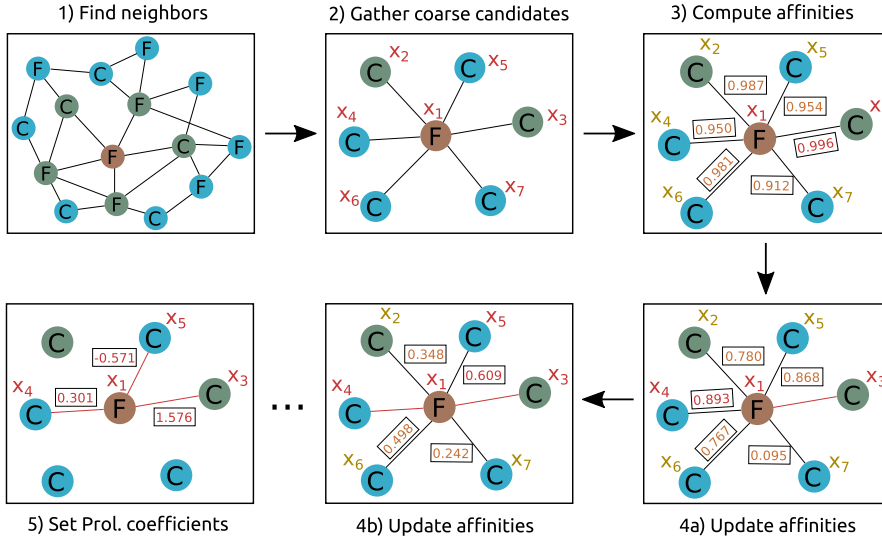 1) Find neighbors
F
F
C
F
C
F
C
F
C
F
F
F
F
C
C
2) Gather coarse candidates
x2
C
x5
C
x4
C
x1
F
x3
C
x6
C
x7
C
3) Compute affinities
x2
C
x5
C
0.987
0.954
x4
C
0.950
x1
F
x
C
0.996
0.981
0.912
x6
C
x7
C
x2
C
x5
C
0.780
0.868
x4
C
0.893
x1
F
x
C
0.767
0.095
x6
C
x7
C
4a) Update affinities
x2
C
x5
C
0.348
0.609
x4
C
x1
F
x3
C
0.498
0.242
x6
C
x7
C
4b) Update affinities
...
C
x5
C
-0.571
x4
C
0.301
x1
F
x3
C
1.576
C
C
5) Set Prol. coefficients